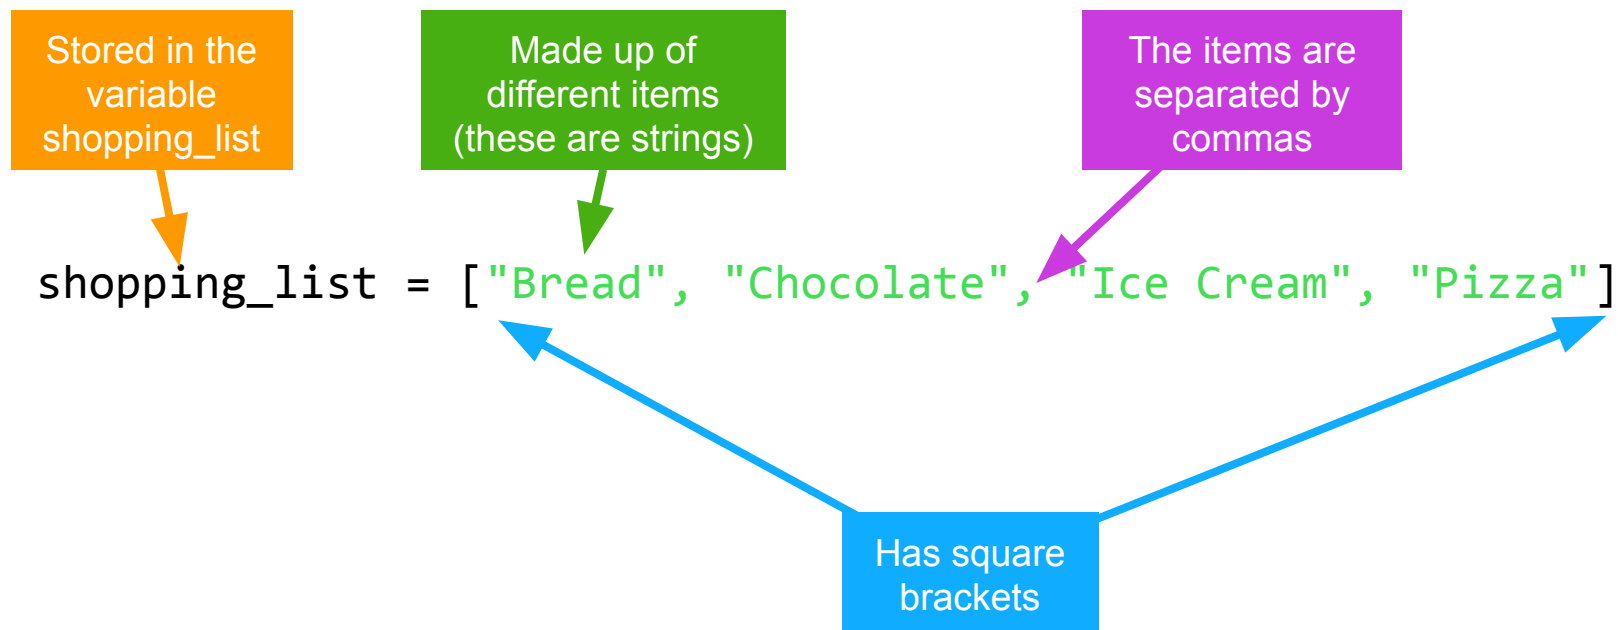 Stored in the
variable
shopping_list
Made up of
different items
(these are strings)
The items are
separated by
commas
shopping_list = ["Bread", "Chocolate", "Ice Cream", "Pizza"]
Has square
brackets